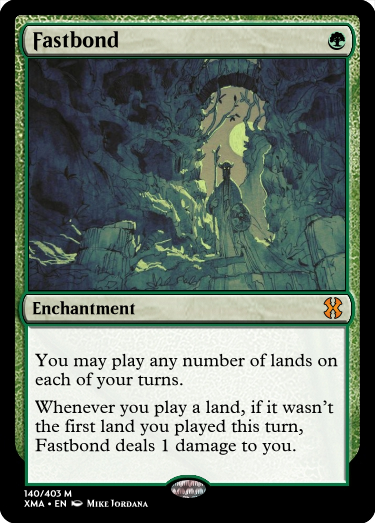 Fastbond
Enchantment
You may play any number of lands on
each of your turns.
Whenever you play a land, if it wasn't
the first land you played this turn,
Fastbond deals 1 damage to you.
140/403 M
XMA • EN Mike Jordana